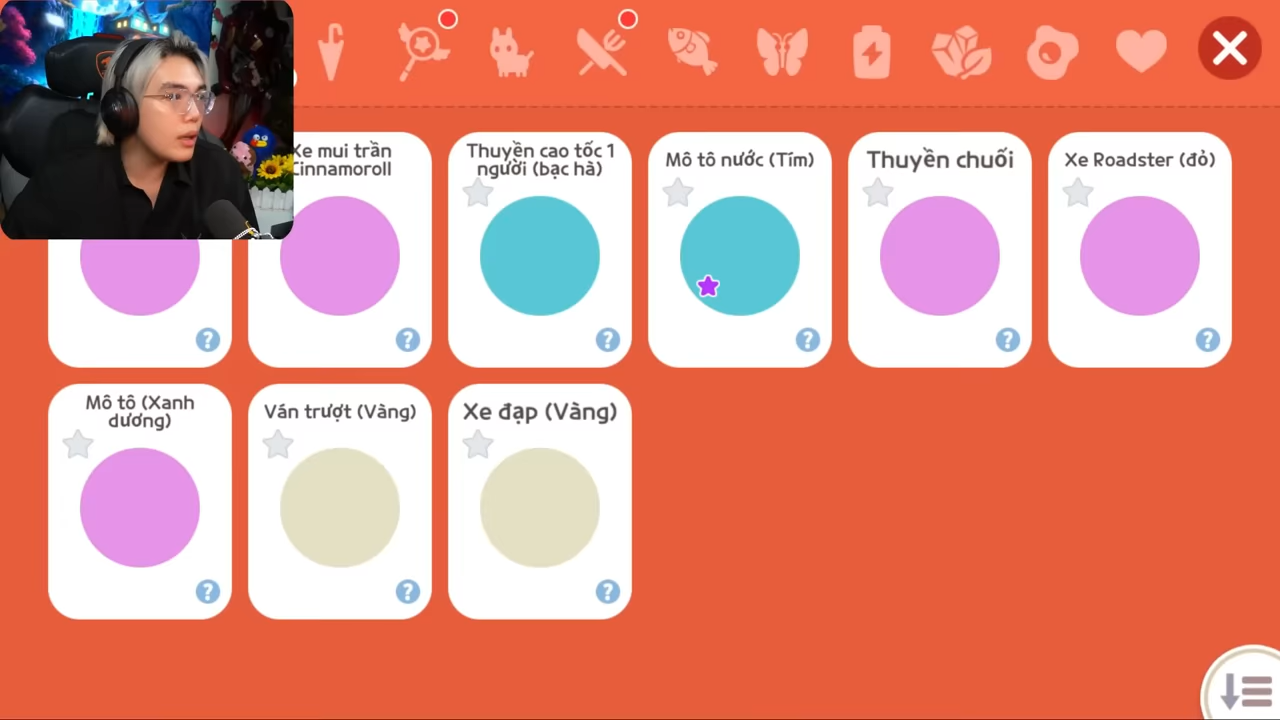 Xe mui trần
Cinnamoroll
Thuyền cao tốc 1
người (bạc hà)
Mô tô nước (Tím)
Thuyền chuối
Xe Roadster (đỏ)
?
?
?
?
?
?
Mô tô (Xanh
dương)
Ván trượt (Vàng)
Xe đạp (Vàng)
?
?
?